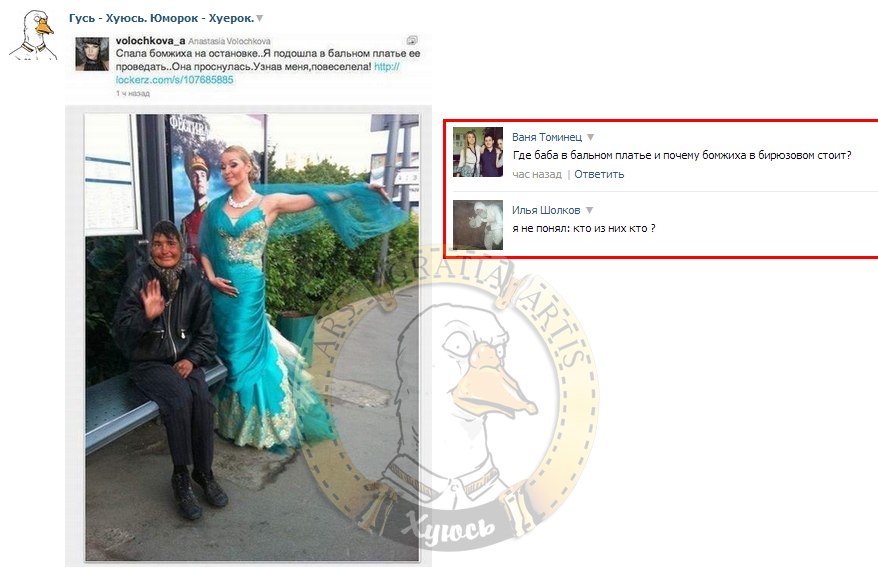 Гусь - Хуюсь. Юморок - Хуерок.
volochkova_a Anastasia Volochkova
Спала бомжиха на остановке..Я подошла в бальном платье ее
проведать..Она проснулась.Узнав меня,повеселела! http://
lockerz.com/s/107685885
1 ч назад
ФЕСТИВА
Ваня Томинец
Где баба в бальном платье и почему бомжиха в бирюзовом стоит?
час назад | Ответить
Илья Шолков
я не понял: кто из них кто ?
ARS GRATIA ARTIS
Хуюсь